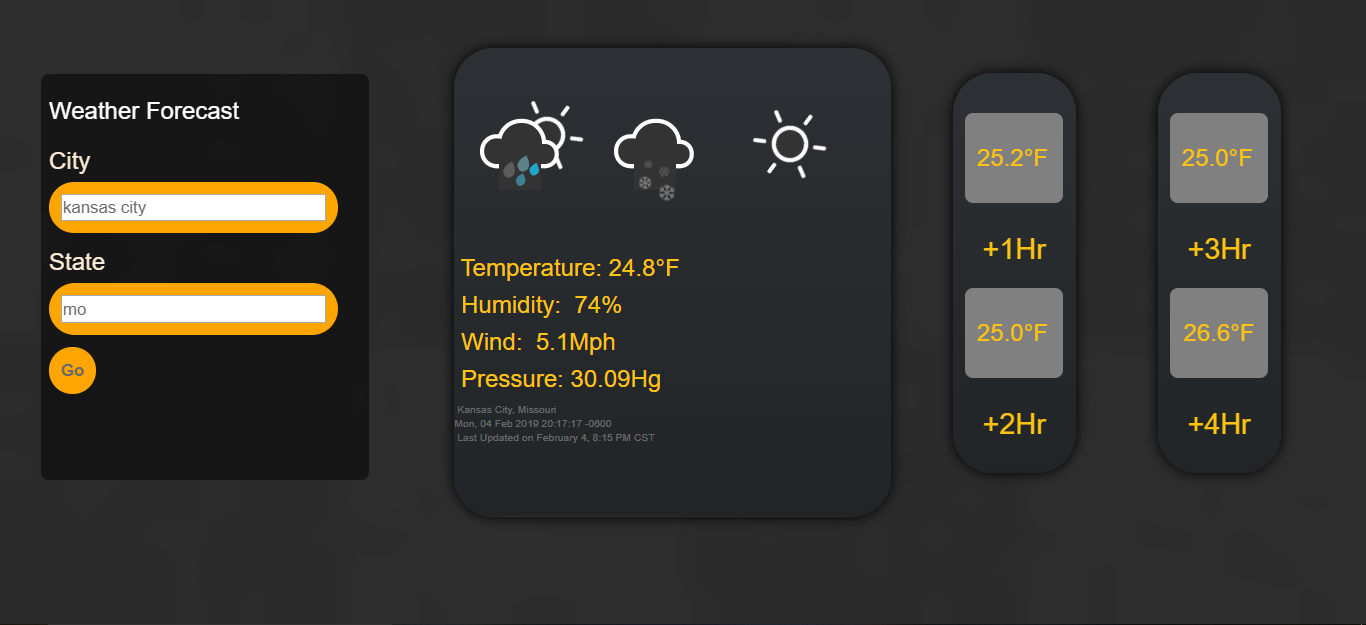 Weather Forecast
City
kansas city
State
mo
Go
Temperature: 24.8°F
Humidity:  74%
Wind:  5.1Mph
Pressure: 30.09Hg
Kansas City, Missouri
Mon, 04 Feb 2019 20:17:17 -0600
Last Updated on February 4, 8:15 PM CST
25.2°F
+1Hr
25.0°F
+2Hr
25.0°F
+3Hr
26.6°F
+4Hr